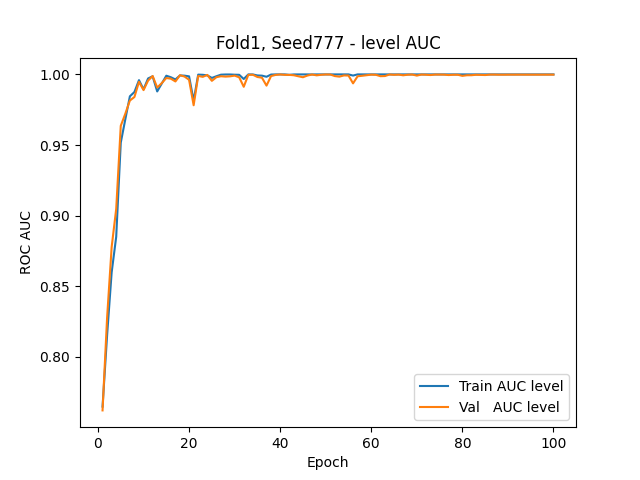 Fold1, Seed777 - level AUC
ROC AUC
1.00
0.95
0.90
0.85
0.80
0 20 40 60 80 100
Epoch
Train AUC level
Val   AUC level